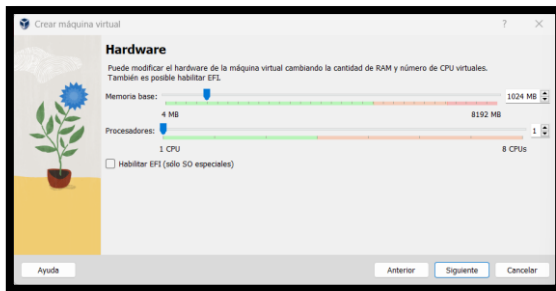 Crear máquina virtual
Hardware
Puede modificar el hardware de la máquina virtual cambiando la cantidad de RAM y número de CPU virtuales.
También es posible habilitar EFI.
Memoria base:
1024 MB
4 MB
8192 MB
Procesadores:
1
1 CPU
8 CPUs
Habilitar EFI (sólo SO especiales)
Ayuda
Anterior
Siguiente
Cancelar